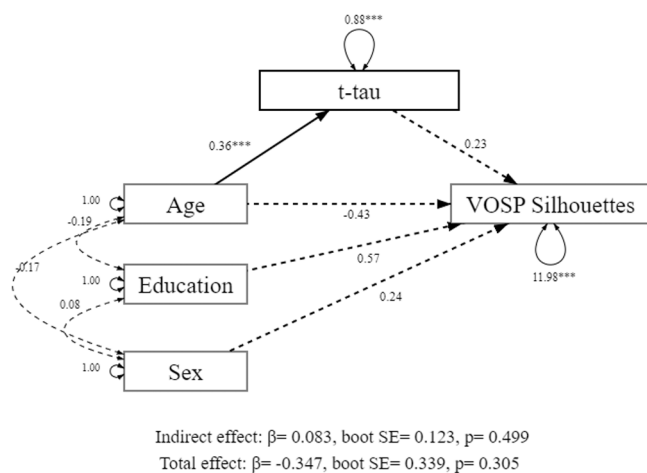 0.88***
t-tau
0.36***
0.23
1.00
Age
-0.43
VOSP Silhouettes
-0.19
-0.17
1.00
Education
0.57
11.98***
0.08
0.24
1.00
Sex
Indirect effect: β= 0.083, boot SE= 0.123, p= 0.499
Total effect: β= -0.347, boot SE= 0.339, p= 0.305